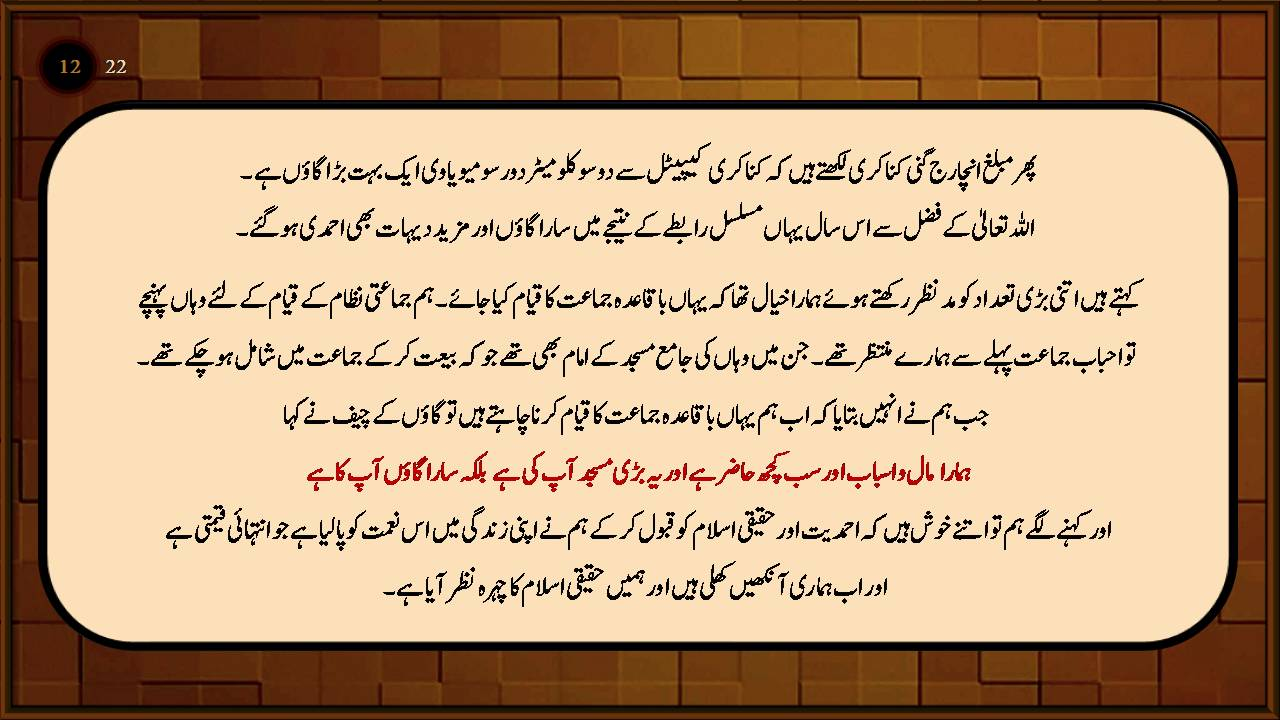 12 22
پھر مبلغ انچارج گنی کناکری لکھتے ہیں کہ کناکری کیپیٹل سے دو سو کلو میٹر دور سومبویادی ایک بہت بڑا گاؤں ہے۔
اللہ تعالیٰ کے فضل سے اس سال یہاں مسلسل رابطے کے نتیجے میں سارا گاؤں اور مزید دیہات بھی احمدی ہو گئے۔
کہتے ہیں اتنی بڑی تعداد کو مد نظر رکھتے ہوئے ہمارا خیال تھا کہ یہاں باقاعدہ جماعت کا قیام کیا جائے۔ ہم جماعتی نظام کے قیام کے لئے وہاں پہنچے
تو احباب جماعت پہلے سے ہمارے منتظر تھے۔ جن میں وہاں کی جامع مسجد کے امام بھی تھے جو کہ بیعت کر کے جماعت میں شامل ہو چکے تھے۔
جب ہم نے انہیں بتایا کہ اب ہم یہاں باقاعدہ جماعت کا قیام کرنا چاہتے ہیں تو گاؤں کے چیف نے کہا
ہمارا مال و اسباب اور سب کچھ حاضر ہے اور یہ بڑی مسجد آپ کی ہے بلکہ سارا گاؤں آپ کا ہے
اور کہنے لگے ہم تو اتنے خوش ہیں کہ احمدیت اور حقیقی اسلام کو قبول کر کے ہم نے اپنی زندگی میں اس نعمت کو پالیا ہے جو انتہائی قیمتی ہے
اور اب ہماری آنکھیں کھلی ہیں اور ہمیں حقیقی اسلام کا چہرہ نظر آیا ہے۔